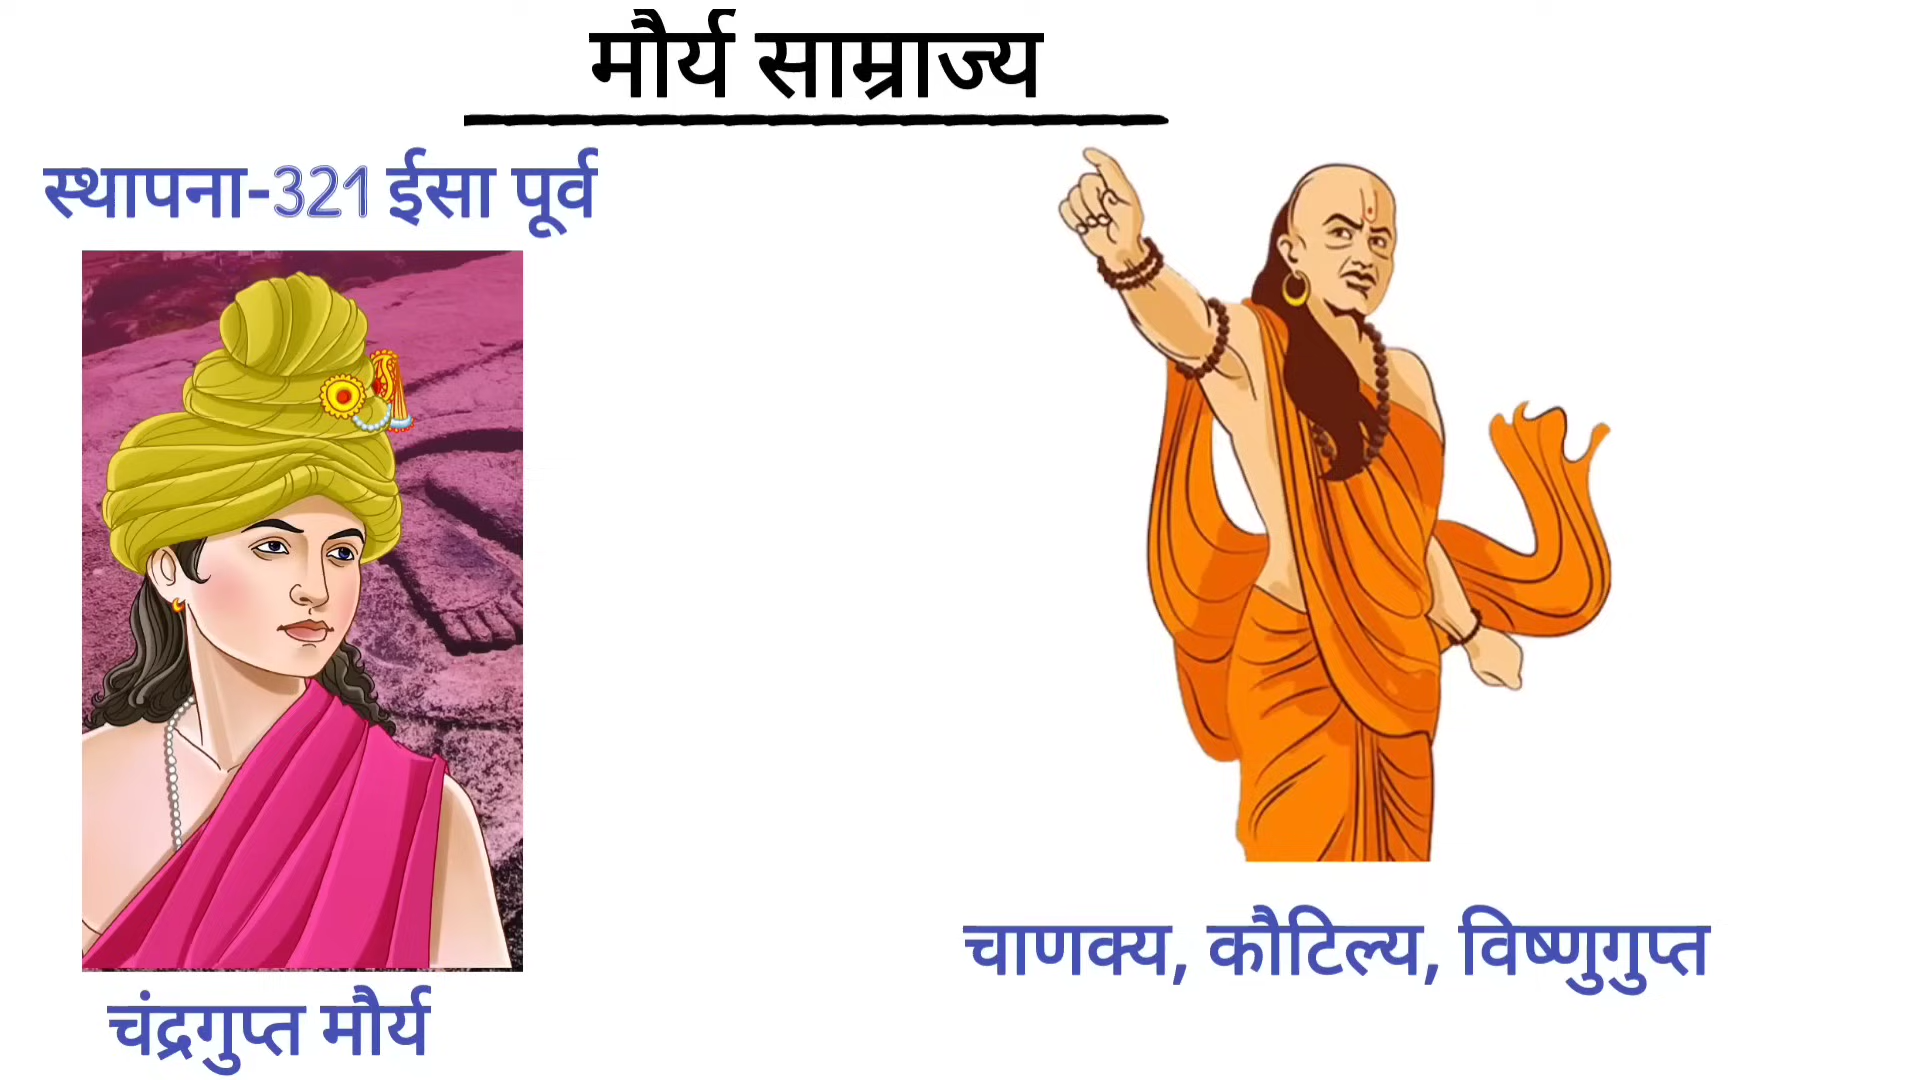 मौर्य साम्राज्य
स्थापना-321 ईसा पूर्व
चंद्रगुप्त मौर्य
चाणक्य, कौटिल्य, विष्णुगुप्त